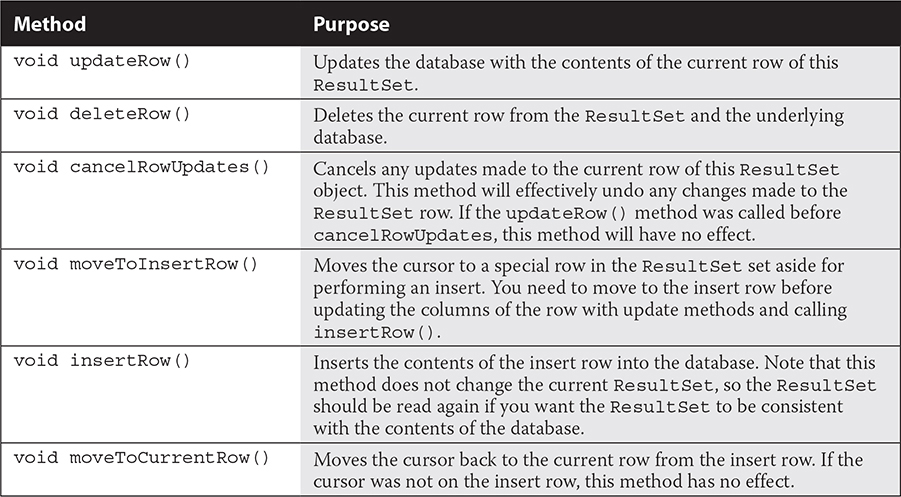 Method Purpose
void updateRow() Updates the database with the contents of the current row of this
ResultSet.
void deleteRow() Deletes the current row from the ResultSet and the underlying
database.
void cancelRowUpdates() Cancels any updates made to the current row of this ResultSet
object. This method will effectively undo any changes made to the
ResultSet row. If the updateRow() method was called before
cancelRowUpdates, this method will have no effect.
void moveToInsertRow() Moves the cursor to a special row in the ResultSet set aside for
performing an insert. You need to move to the insert row before
updating the columns of the row with update methods and calling
insertRow().
void insertRow() Inserts the contents of the insert row into the database. Note that this
method does not change the current ResultSet, so the ResultSet
should be read again if you want the ResultSet to be consistent
with the contents of the database.
void moveToCurrentRow() Moves the cursor back to the current row from the insert row. If the
cursor was not on the insert row, this method has no effect.